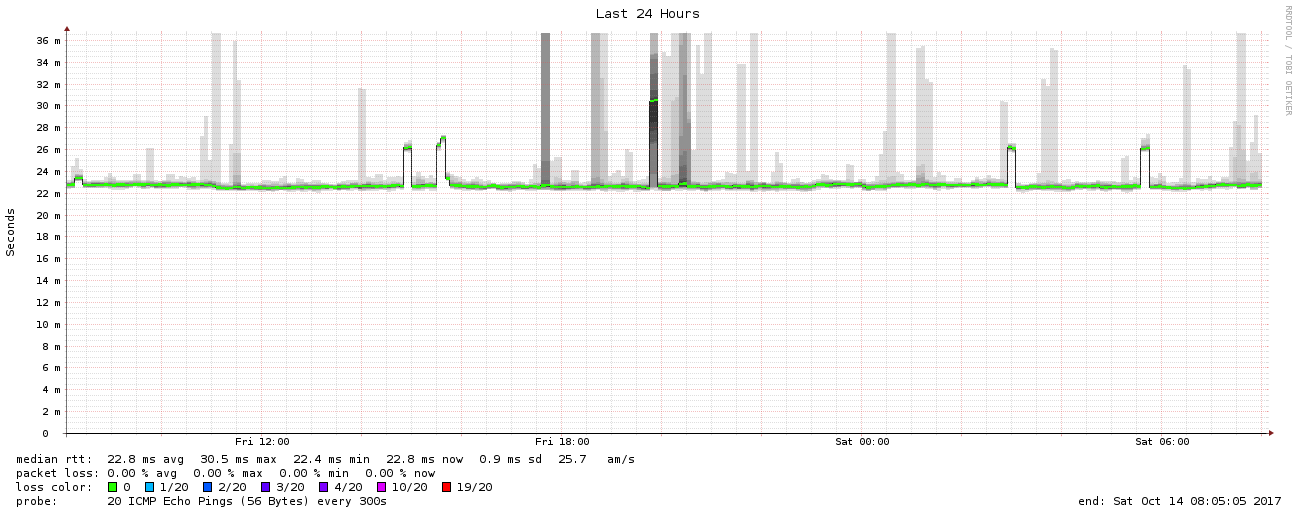 Last 24 Hours
RRDTOOL / TOBI OETIKER
Seconds
36 m
34 m
32 m
30 m
28 m
26 m
24 m
22 m
20 m
18 m
16 m
14 m
12 m
10 m
8 m
6 m
4 m
2 m
0
Fri 12:00 Fri 18:00 Sat 00:00 Sat 06:00
median rtt: 22.8 ms avg 30.5 ms max 22.4 ms min 22.8 ms now 0.9 ms sd 25.7 am/s
packet loss: 0.00 % avg 0.00 % max 0.00 % min 0.00 % now
loss color: 0 1/20 2/20 3/20 4/20 10/20 19/20
probe: 20 ICMP Echo Pings (56 Bytes) every 300s end: Sat Oct 14 08:05:05 2017